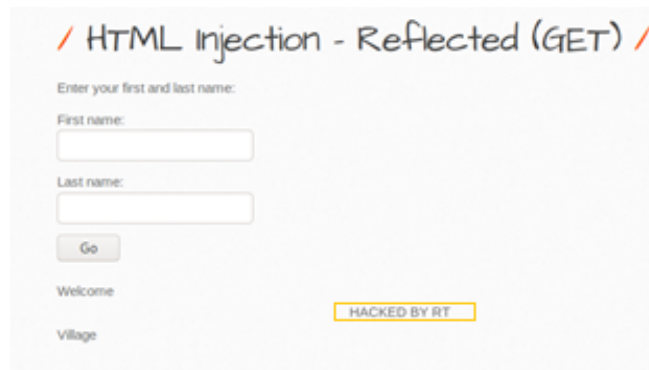 / HTML Injection - Reflected (GET) /
Enter your first and last name:
First name:
Last name:
Go
Welcome
HACKED BY RT
Village